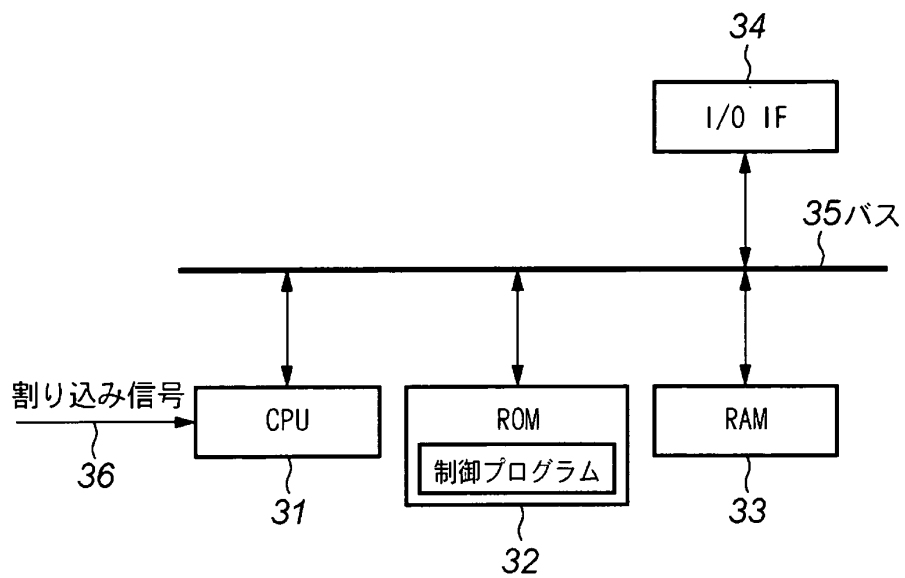 34
I/O IF
35バス
割り込み信号
36
CPU
31
ROM
制御プログラム
32
RAM
33